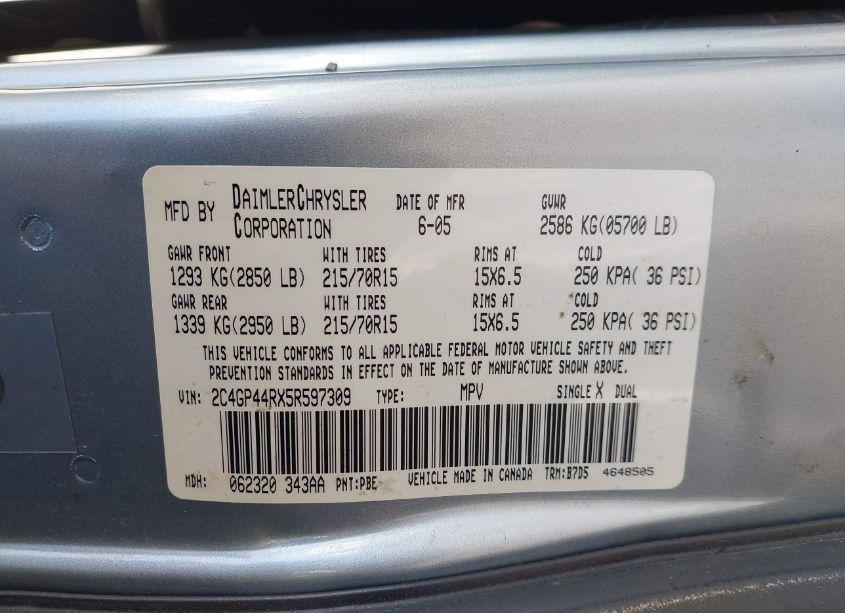 MFD BY DAIMLERCHRYSLER CORPORATION DATE OF MFR 6-05 GVWR 2586 KG(05700 LB)
GAWR FRONT WITH TIRES RIMS AT COLD
1293 KG(2850 LB) 215/70R15 15X6.5 250 KPA( 36 PSI)
GAWR REAR WITH TIRES RIMS AT COLD
1339 KG(2950 LB) 215/70R15 15X6.5 250 KPA( 36 PSI)
THIS VEHICLE CONFORMS TO ALL APPLICABLE FEDERAL MOTOR VEHICLE SAFETY AND THEFT
PREVENTION STANDARDS IN EFFECT ON THE DATE OF MANUFACTURE SHOWN ABOVE.
VIN: 2C4GP44RX5R597309 TYPE: MPV SINGLE X DUAL
MDH: 062320 343AA PNT:PBE VEHICLE MADE IN CANADA TRM:B7D5 4648505